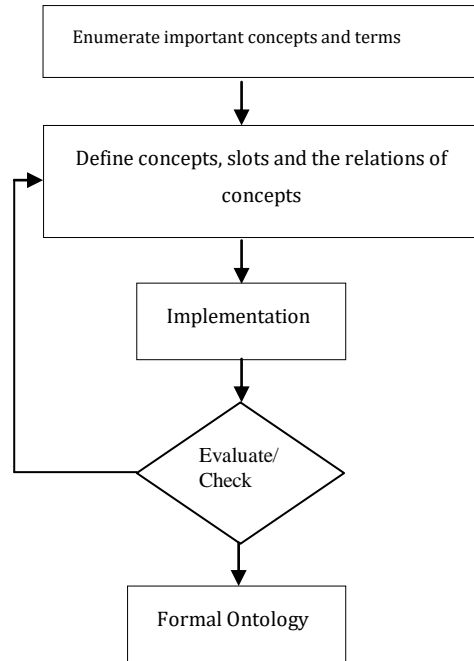 Enumerate important concepts and terms
Define concepts, slots and the relations of
concepts
Implementation
Evaluate/
Check
Formal Ontology